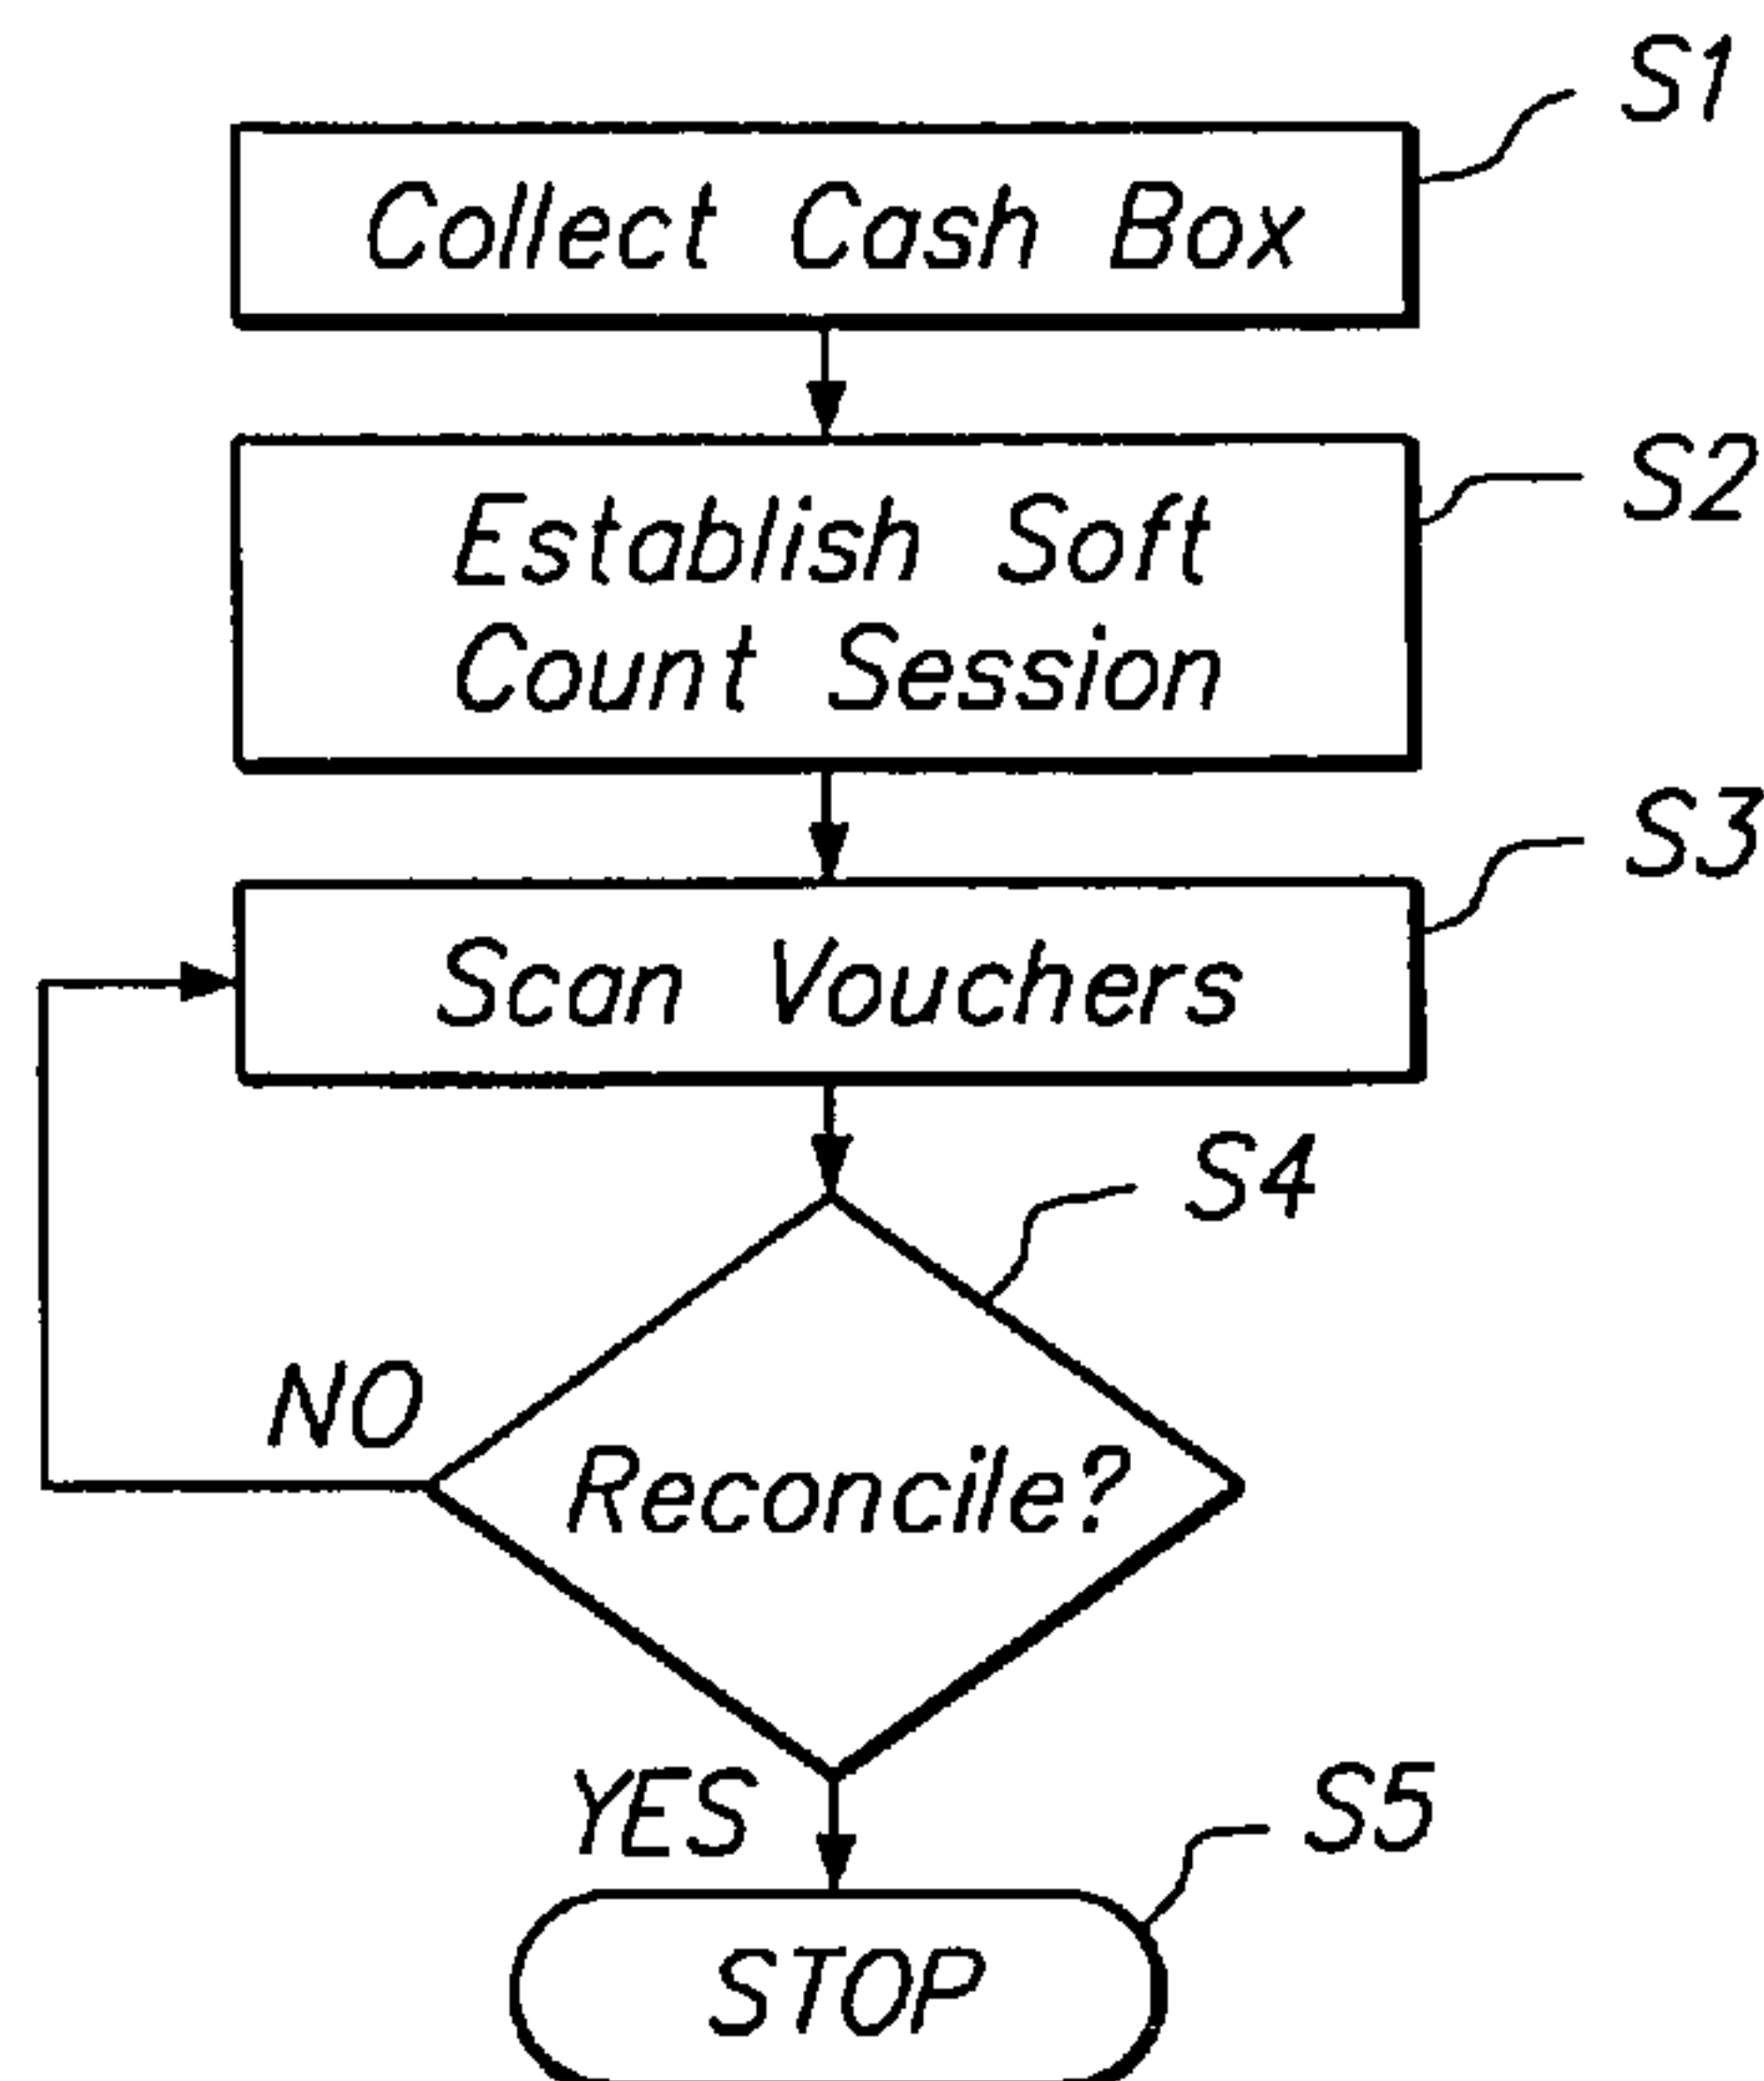 S1
Collect Cash Box
S2
Establish Soft
Count Session
S3
Scan Vouchers
S4
NO
Reconcile?
YES
S5
STOP